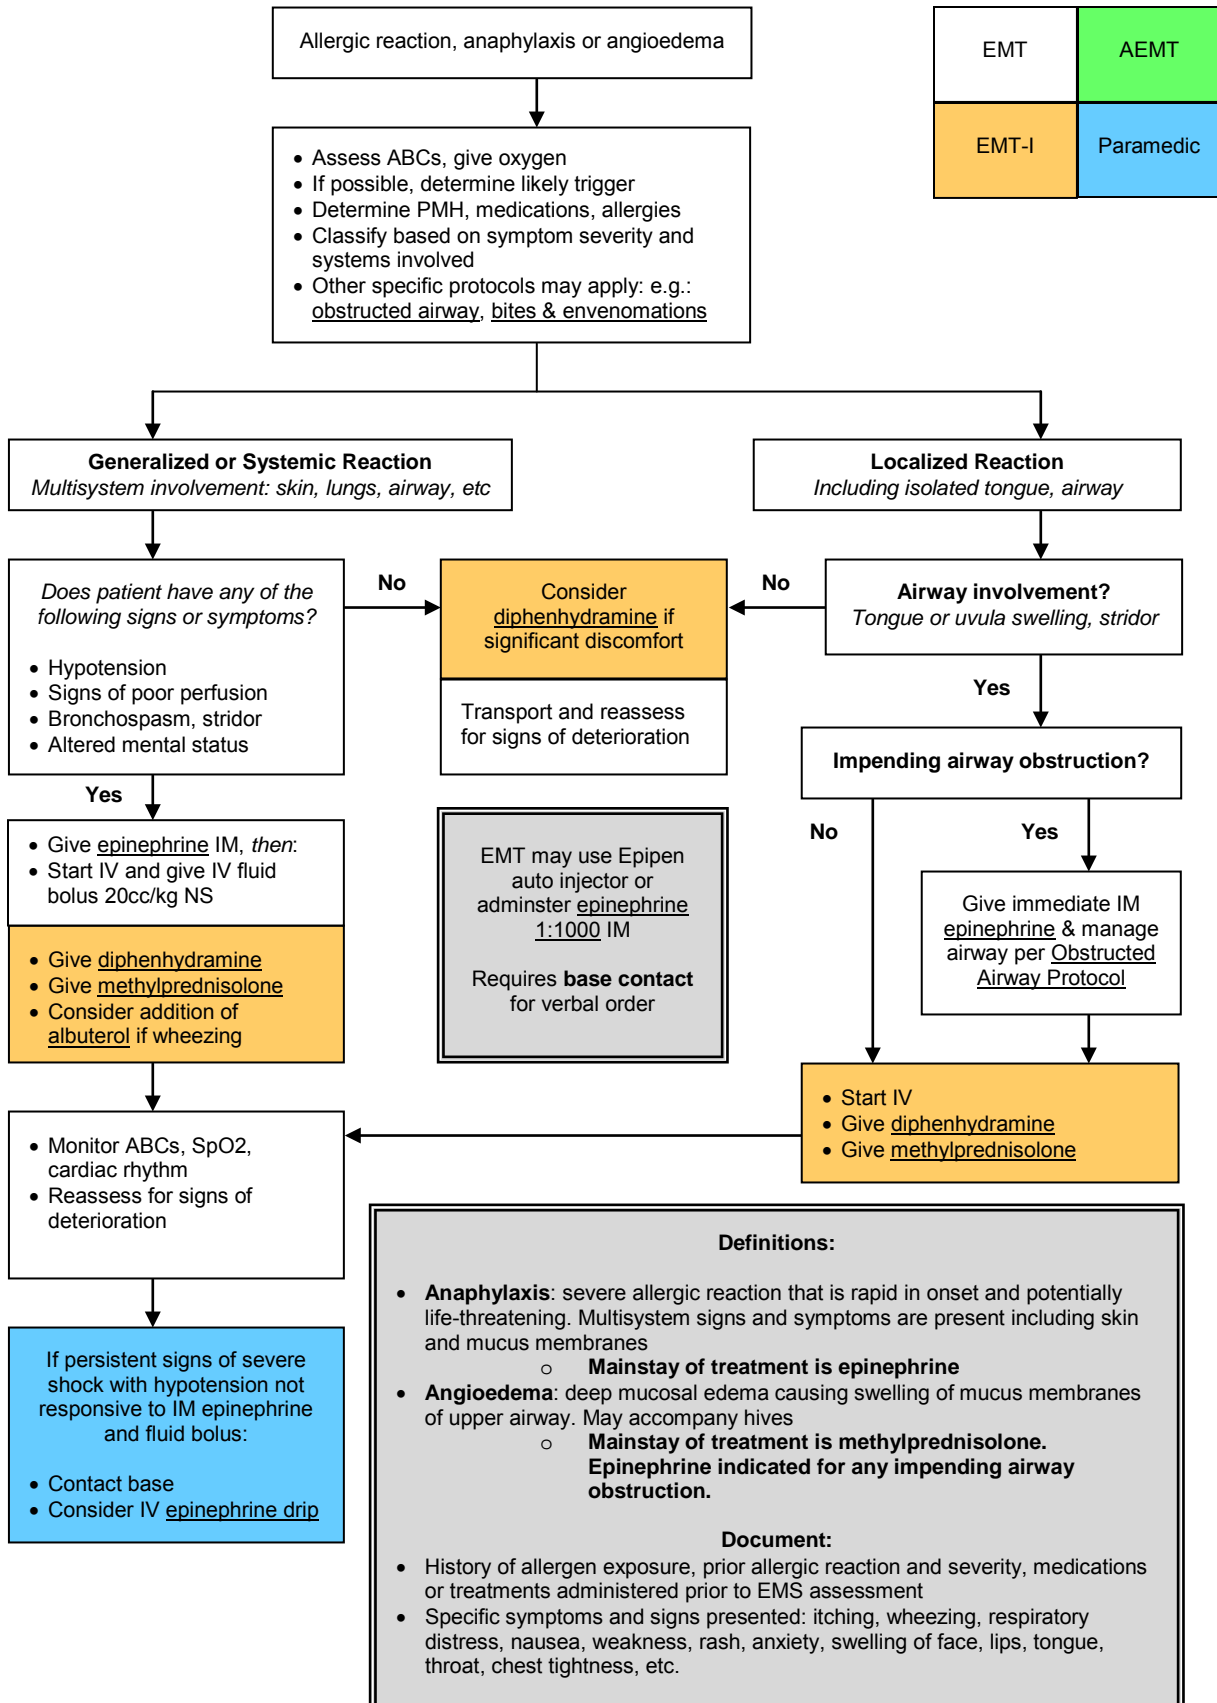 Allergic reaction, anaphylaxis or angioedema
EMT
AEMT
EMT-I
Paramedic
• Assess ABCs, give oxygen
• If possible, determine likely trigger
• Determine PMH, medications, allergies
• Classify based on symptom severity and
systems involved
• Other specific protocols may apply: e.g.:
obstructed airway, bites & envenomations
Generalized or Systemic Reaction
Multisystem involvement: skin, lungs, airway, etc
Localized Reaction
Including isolated tongue, airway
Does patient have any of the
following signs or symptoms?
• Hypotension
• Signs of poor perfusion
• Bronchospasm, stridor
• Altered mental status
No
Consider
diphenhydramine if
significant discomfort
Transport and reassess
for signs of deterioration
No
Airway involvement?
Tongue or uvula swelling, stridor
Yes
Impending airway obstruction?
Yes
No
Yes
• Give epinephrine IM, then:
• Start IV and give IV fluid
bolus 20cc/kg NS
• Give diphenhydramine
• Give methylprednisolone
• Consider addition of
albuterol if wheezing
EMT may use Epipen
auto injector or
adminster epinephrine
1:1000 IM
Requires base contact
for verbal order
Give immediate IM
epinephrine & manage
airway per Obstructed
Airway Protocol
• Start IV
• Give diphenhydramine
• Give methylprednisolone
• Monitor ABCs, SpO2,
cardiac rhythm
• Reassess for signs of
deterioration
If persistent signs of severe
shock with hypotension not
responsive to IM epinephrine
and fluid bolus:
• Contact base
• Consider IV epinephrine drip
Definitions:
• Anaphylaxis: severe allergic reaction that is rapid in onset and potentially
life-threatening. Multisystem signs and symptoms are present including skin
and mucus membranes
o Mainstay of treatment is epinephrine
• Angioedema: deep mucosal edema causing swelling of mucus membranes
of upper airway. May accompany hives
o Mainstay of treatment is methylprednisolone.
Epinephrine indicated for any impending airway
obstruction.
Document:
• History of allergen exposure, prior allergic reaction and severity, medications
or treatments administered prior to EMS assessment
• Specific symptoms and signs presented: itching, wheezing, respiratory
distress, nausea, weakness, rash, anxiety, swelling of face, lips, tongue,
throat, chest tightness, etc.